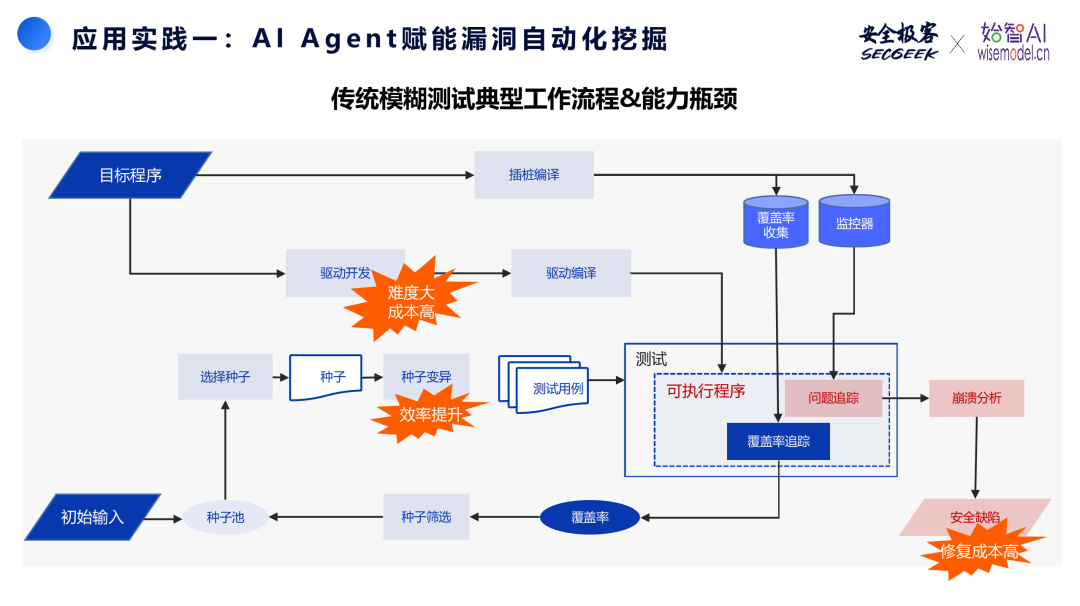 应用实践一：AI Agent赋能漏洞自动化挖掘
安全极客
SECGEEK
始智AI
wisemodel.cn
传统模糊测试典型工作流程&能力瓶颈
目标程序
插桩编译
覆盖率
收集
监控器
驱动开发
难度大
成本高
驱动编译
选择种子
种子
种子变异
效率提升
测试用例
测试
可执行程序
问题追踪
覆盖率追踪
崩溃分析
初始输入
种子池
种子筛选
覆盖率
安全缺陷
修复成本高